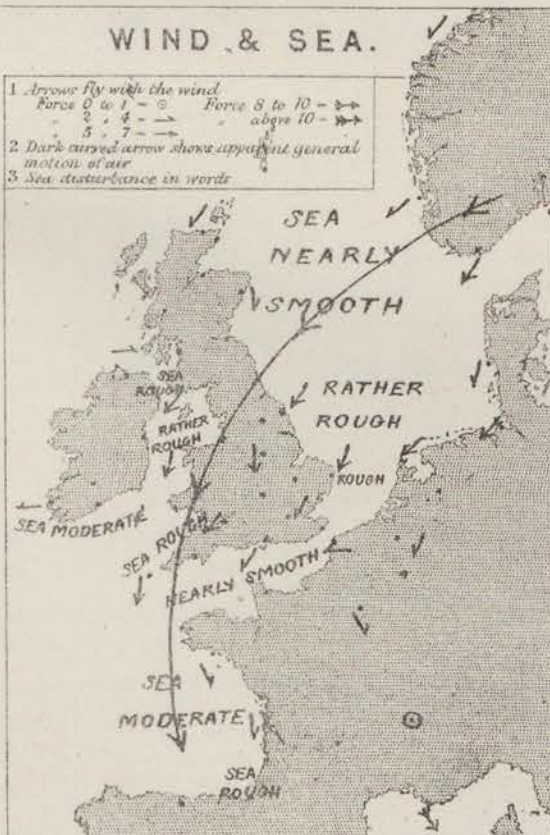 WIND & SEA.
1 Arrows fly with the wind
Force 0 to 1 - ⊙ Force 8 to 10 -
" 2 " 4 - " above 10 -
" 5 " 7 -
2 Dark curved arrow shows apparent general
motion of air
3 Sea disturbance in words
SEA
NEARLY
SMOOTH
SEA
ROUGH
RATHER
ROUGH
RATHER
ROUGH
ROUGH
SEA MODERATE
SEA ROUGH
NEARLY SMOOTH
SEA
MODERATE
SEA
ROUGH